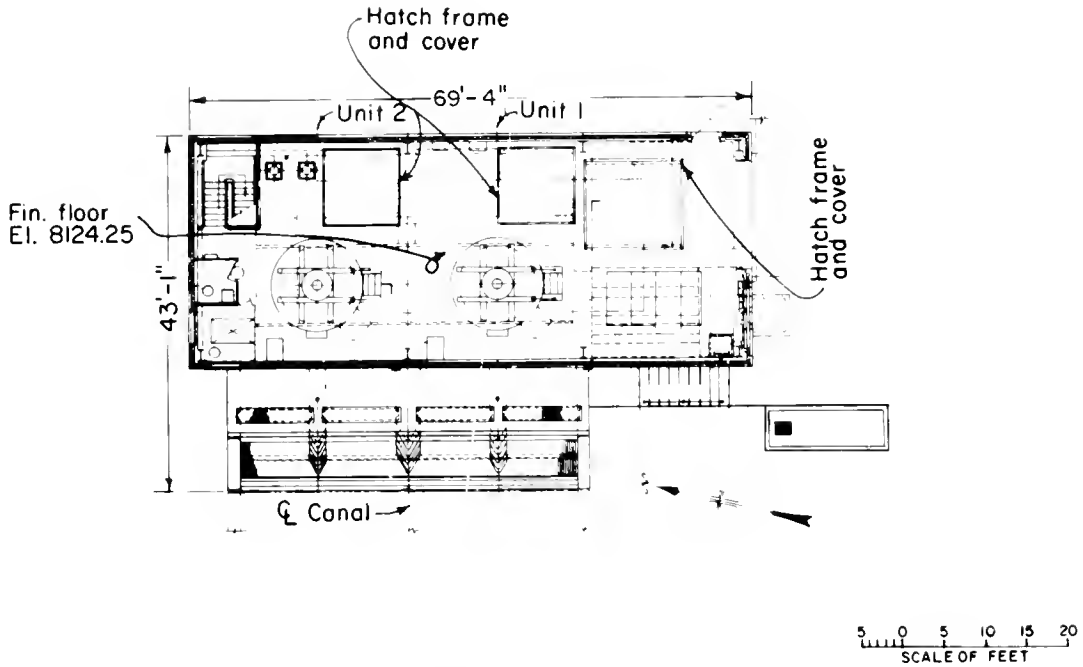 Hatch frame
and cover
69'-4"
Unit 2
Unit 1
Hatch frame
and cover
Fin. floor
El. 8124.25
43'-1"
℄ Canal
5 0 5 10 15 20
SCALE OF FEET